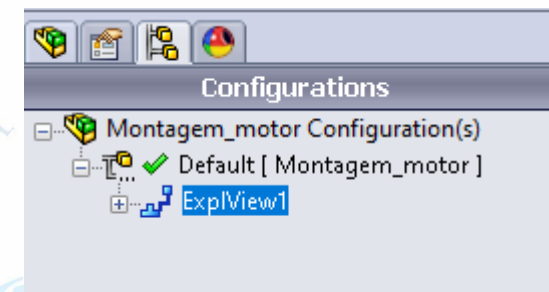 Configurations
Montagem_motor Configuration(s)
Default [ Montagem_motor ]
ExplView1